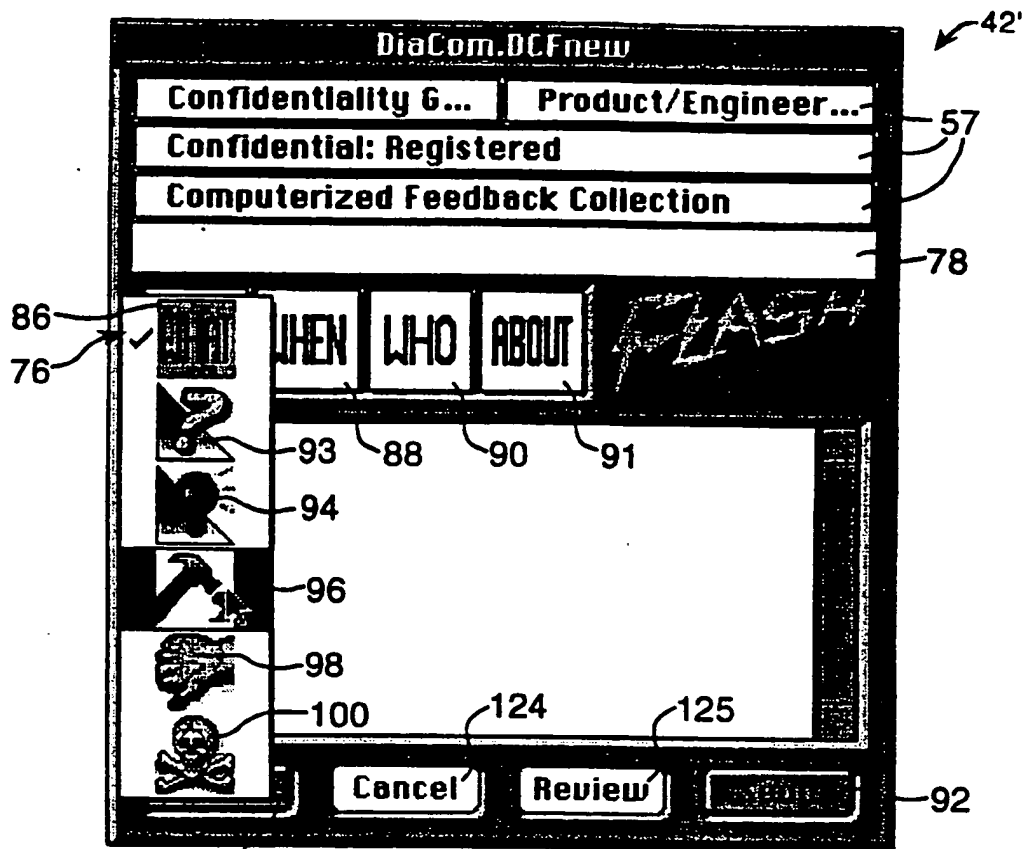 42'
DiaCom.DCFnew
Confidentiality G... Product/Engineer...
57
Confidential: Registered
Computerized Feedback Collection
78
86 WHAT WHEN WHO ABOUT FLASH
76
93 88 90 91
94
96
98
100 124 125
Cancel Review 92